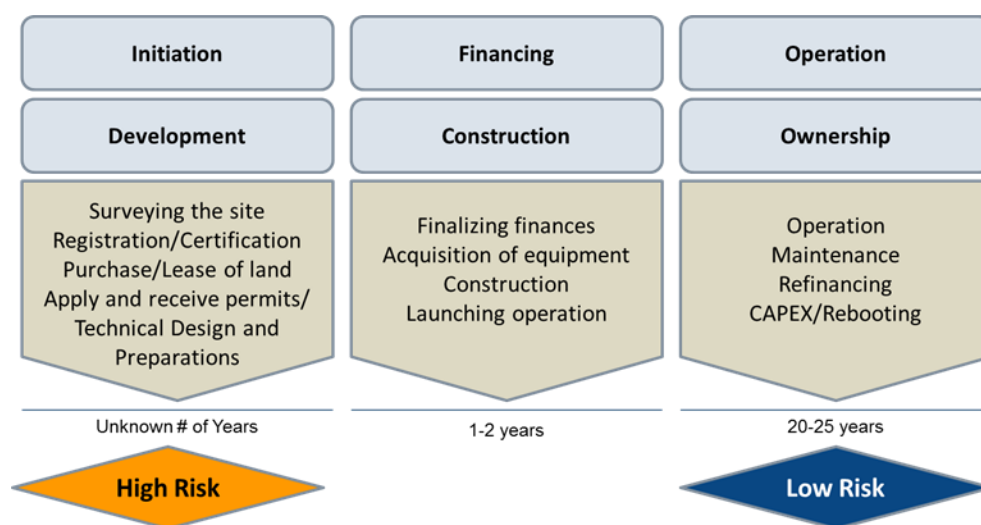 Initiation
Financing
Operation
Development
Construction
Ownership
Surveying the site
Registration/Certification
Purchase/Lease of land
Apply and receive permits/
Technical Design and
Preparations
Finalizing finances
Acquisition of equipment
Construction
Launching operation
Operation
Maintenance
Refinancing
CAPEX/Rebooting
Unknown # of Years
1-2 years
20-25 years
High Risk
Low Risk